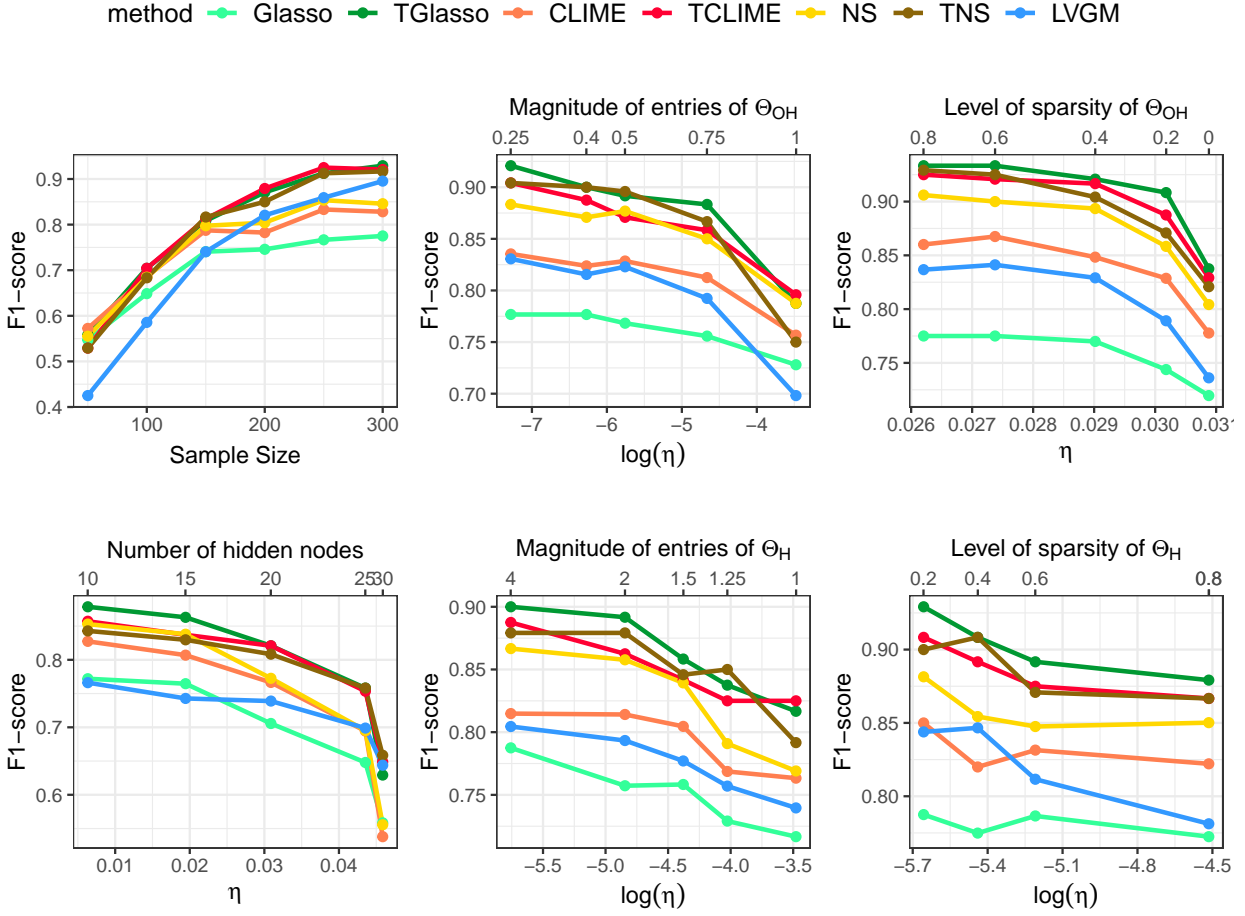 method Glasso TGlasso CLIME TCLIME NS TNS LVGM
Magnitude of entries of Θ_OH
Level of sparsity of Θ_OH
0.25 0.4 0.5 0.75 1
0.8 0.6 0.4 0.2 0
F1−score
0.9
0.8
0.7
0.6
0.5
0.4
100 200 300
Sample Size
F1−score
0.90
0.85
0.80
0.75
0.70
−7 −6 −5 −4
log(η)
F1−score
0.90
0.85
0.80
0.75
0.026 0.027 0.028 0.029 0.030 0.031
η
Number of hidden nodes
10 15 20 25 30
F1−score
0.8
0.7
0.6
0.01 0.02 0.03 0.04
η
Magnitude of entries of Θ_H
4 2 1.5 1.25 1
F1−score
0.90
0.85
0.80
0.75
−5.5 −5.0 −4.5 −4.0 −3.5
log(η)
Level of sparsity of Θ_H
0.2 0.4 0.6 0.8
F1−score
0.90
0.85
0.80
−5.7 −5.4 −5.1 −4.8 −4.5
log(η)